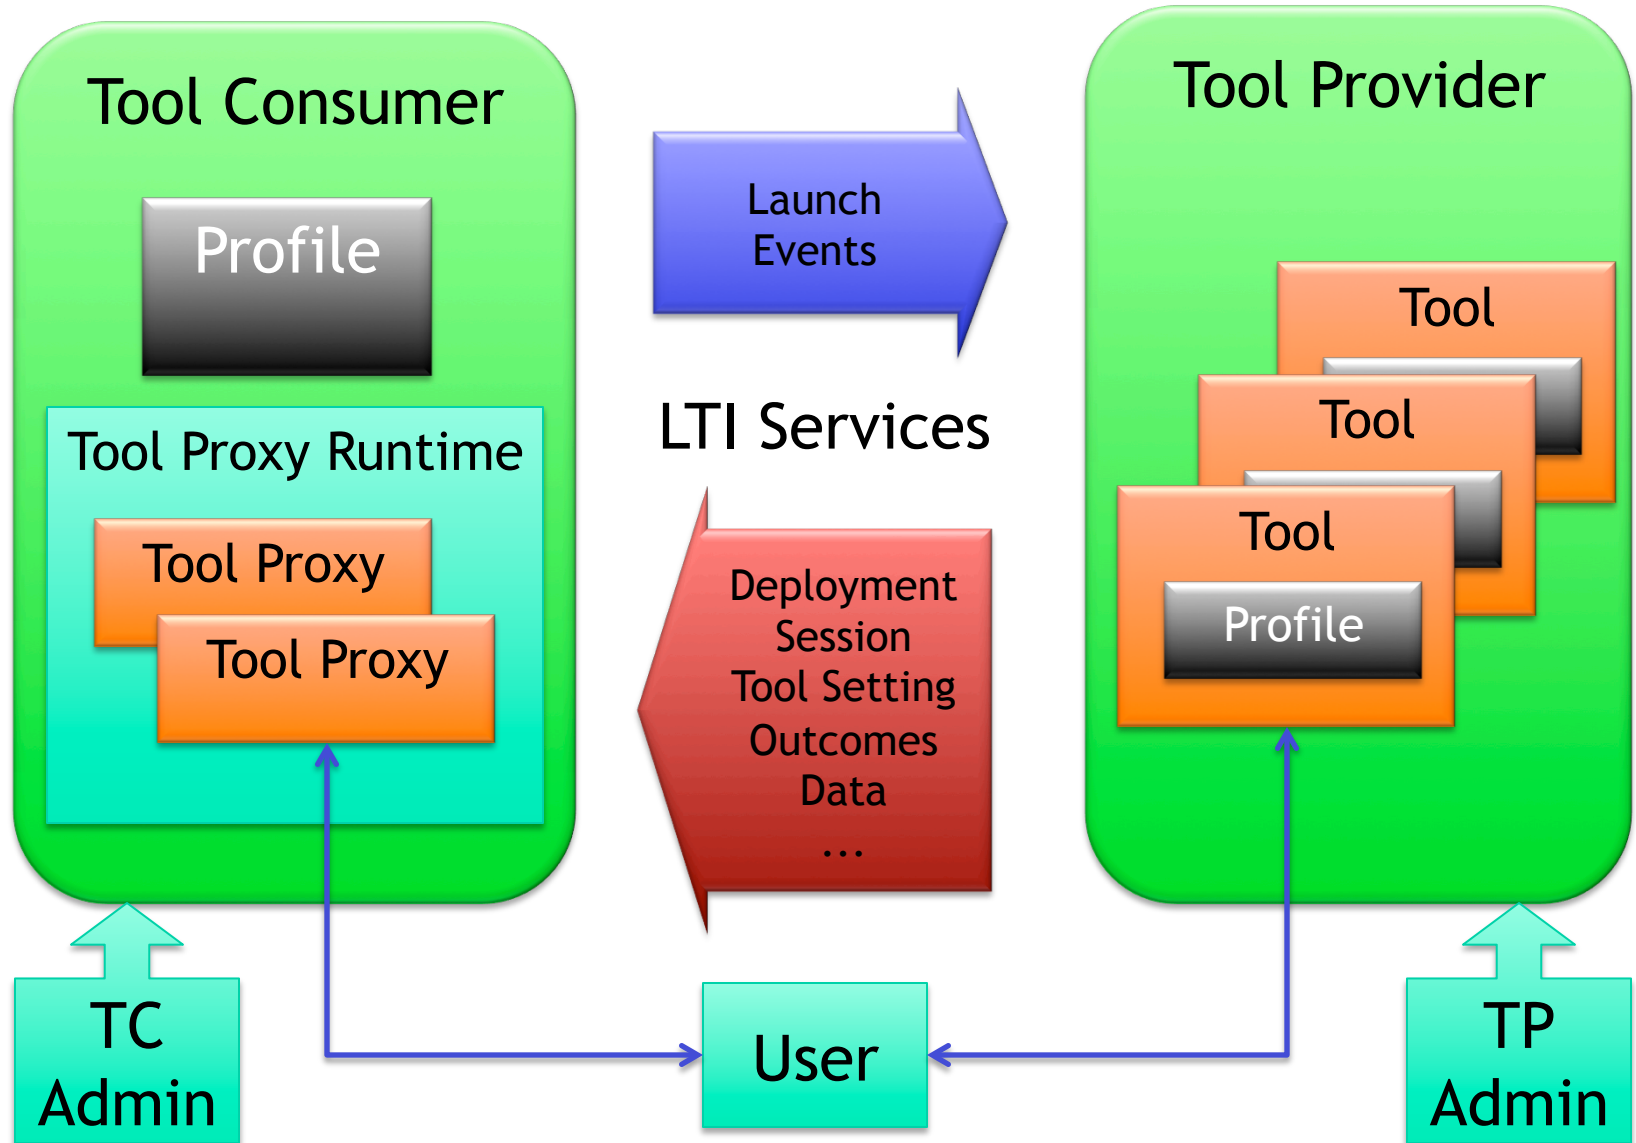 Tool Consumer
Profile
Tool Proxy Runtime
Tool Proxy
Tool Proxy
Launch
Events
LTI Services
Deployment
Session
Tool Setting
Outcomes
Data
...
Tool Provider
Tool
Tool
Tool
Profile
TC
Admin
User
TP
Admin